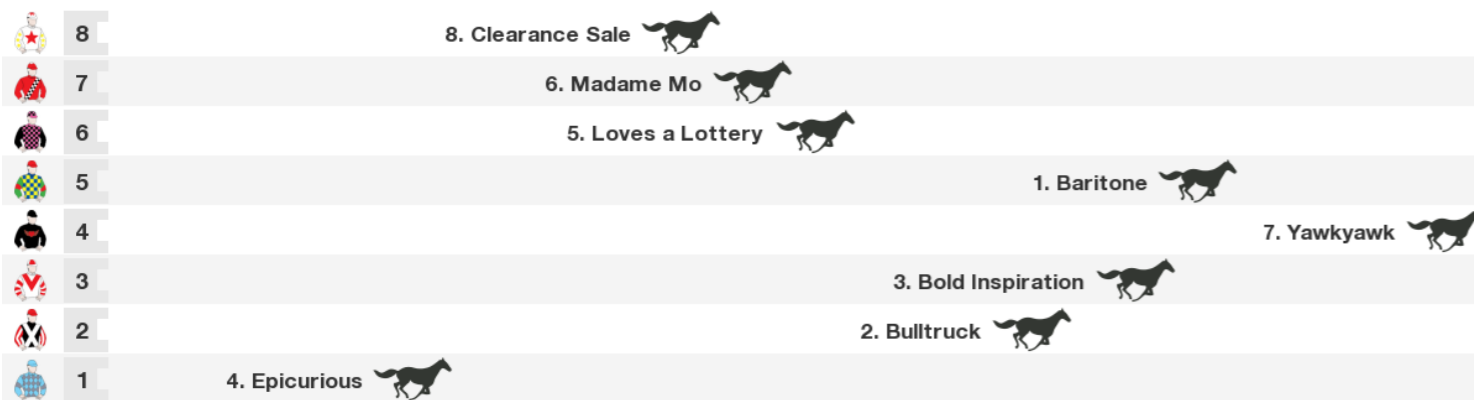 8 8. Clearance Sale
7 6. Madame Mo
6 5. Loves a Lottery
5 1. Baritone
4 7. Yawkyawk
3 3. Bold Inspiration
2 2. Bulltruck
1 4. Epicurious